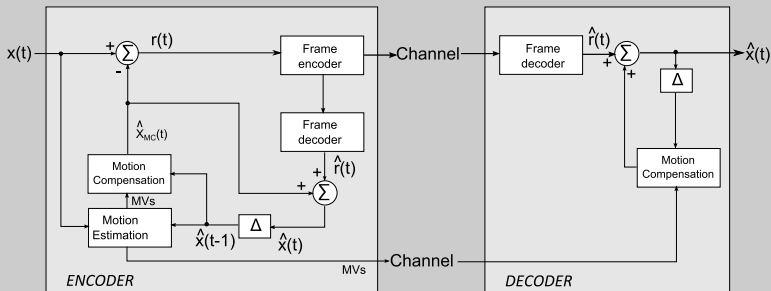 x(t)
+
Σ
-
r(t)
Frame
encoder
Channel
Frame
decoder
r̂(t)
+
Σ
+
x̂(t)
Δ
Frame
decoder
+
r̂(t)
+
Σ
x̂_MC(t)
Motion
Compensation
MVs
Motion
Estimation
x̂(t-1)
Δ
x̂(t)
Motion
Compensation
MVs
Channel
ENCODER
DECODER